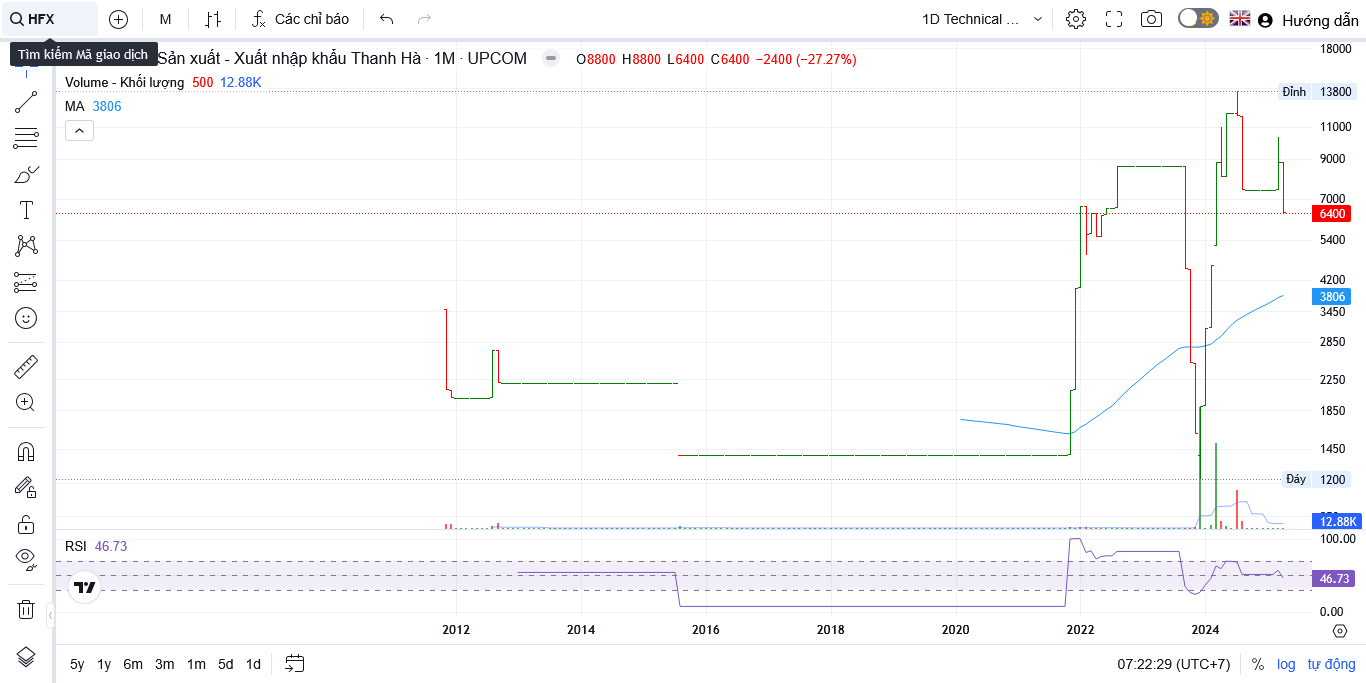 HFX
M
Các chỉ báo
1D Technical ...
Hướng dẫn
Tìm kiếm Mã giao dịch
Sản xuất - Xuất nhập khẩu Thanh Hà · 1M · UPCOM
O8800 H8800 L6400 C6400 −2400 (−27.27%)
Volume - Khối lượng 500 12.88K
MA 3806
18000
Đỉnh 13800
11000
9000
7000
6400
5400
4200
3806
3450
2850
2250
1850
1450
Đáy 1200
12.88K
RSI 46.73
100.00
46.73
0.00
2012 2014 2016 2018 2020 2022 2024
5y 1y 6m 3m 1m 5d 1d
07:22:29 (UTC+7) % log tự động